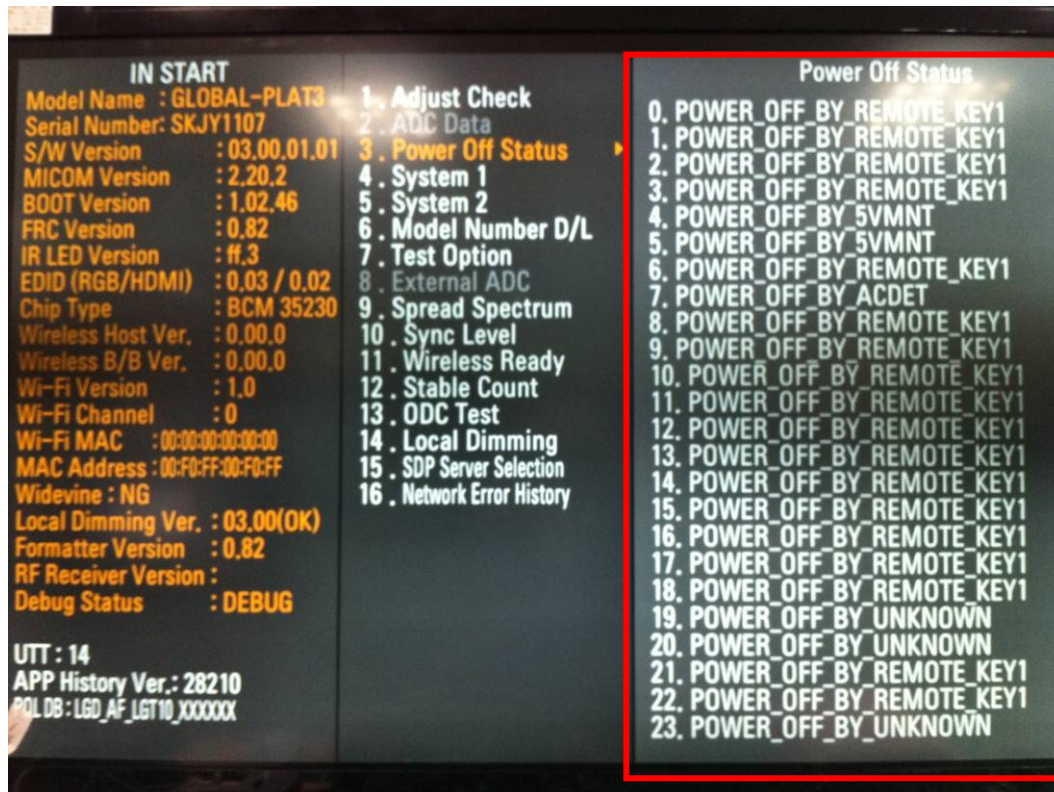 IN START
Model Name : GLOBAL-PLAT3
Serial Number: SKJY1107
S/W Version : 03.00.01.01
MICOM Version : 2.20.2
BOOT Version : 1.02.46
FRC Version : 0.82
IR LED Version : ff.3
EDID (RGB/HDMI) : 0.03 / 0.02
Chip Type : BCM 35230
Wireless Host Ver. : 0.00.0
Wireless B/B Ver. : 0.00.0
Wi-Fi Version : 1.0
Wi-Fi Channel : 0
Wi-Fi MAC : 00:00:00:00:00:00
MAC Address : 00:F0:FF:00:F0:FF
Widevine : NG
Local Dimming Ver. : 03.00(OK)
Formatter Version : 0.82
RF Receiver Version :
Debug Status : DEBUG
UTT : 14
APP History Ver.: 28210
PQL DB : LGD_AF_LGT10_XXXXXX
1 . Adjust Check
2 . ADC Data
3 . Power Off Status
4 . System 1
5 . System 2
6 . Model Number D/L
7 . Test Option
8 . External ADC
9 . Spread Spectrum
10 . Sync Level
11 . Wireless Ready
12 . Stable Count
13 . ODC Test
14 . Local Dimming
15 . SDP Server Selection
16 . Network Error History
Power Off Status
0. POWER_OFF_BY_REMOTE_KEY1
1. POWER_OFF_BY_REMOTE_KEY1
2. POWER_OFF_BY_REMOTE_KEY1
3. POWER_OFF_BY_REMOTE_KEY1
4. POWER_OFF_BY_5VMNT
5. POWER_OFF_BY_5VMNT
6. POWER_OFF_BY_REMOTE_KEY1
7. POWER_OFF_BY_ACDET
8. POWER_OFF_BY_REMOTE_KEY1
9. POWER_OFF_BY_REMOTE_KEY1
10. POWER_OFF_BY_REMOTE_KEY1
11. POWER_OFF_BY_REMOTE_KEY1
12. POWER_OFF_BY_REMOTE_KEY1
13. POWER_OFF_BY_REMOTE_KEY1
14. POWER_OFF_BY_REMOTE_KEY1
15. POWER_OFF_BY_REMOTE_KEY1
16. POWER_OFF_BY_REMOTE_KEY1
17. POWER_OFF_BY_REMOTE_KEY1
18. POWER_OFF_BY_REMOTE_KEY1
19. POWER_OFF_BY_UNKNOWN
20. POWER_OFF_BY_UNKNOWN
21. POWER_OFF_BY_REMOTE_KEY1
22. POWER_OFF_BY_REMOTE_KEY1
23. POWER_OFF_BY_UNKNOWN